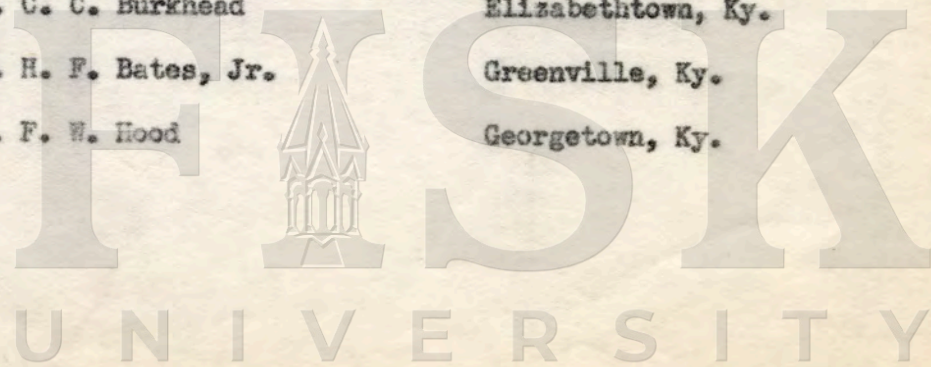 . C. C. Burkhead Elizabethtown, Ky.
. H. F. Bates, Jr. Greenville, Ky.
. F. W. Hood Georgetown, Ky.
FISK
UNIVERSITY